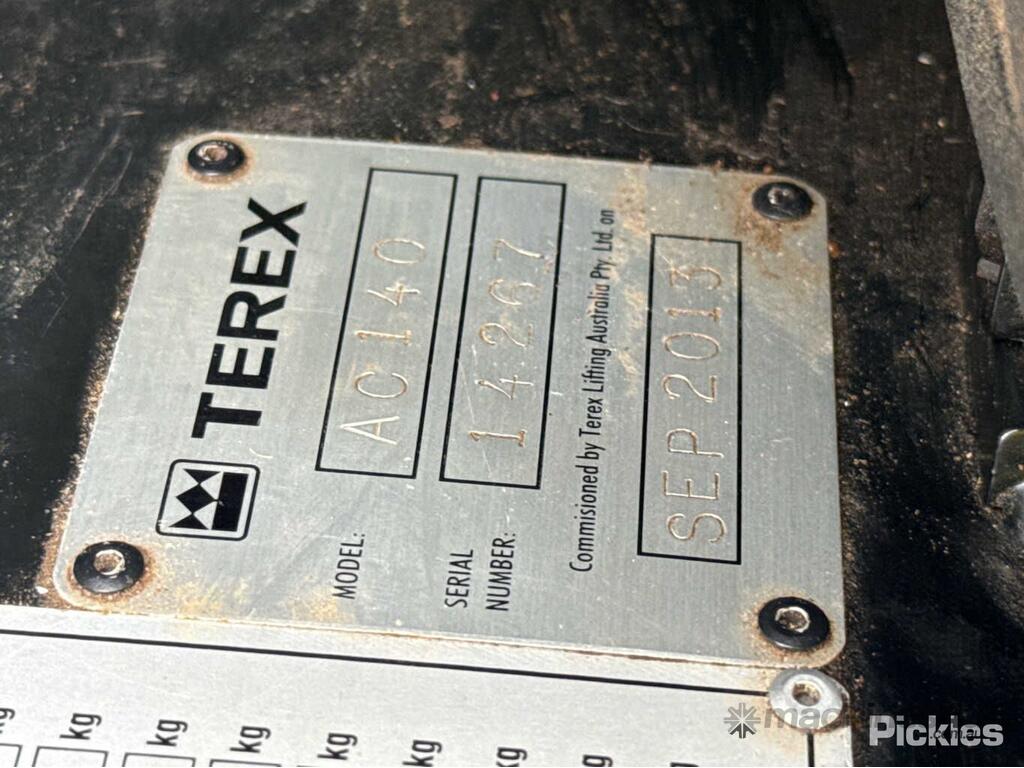 TEREX
MODEL:
AC140
SERIAL
NUMBER:
14267
Commisioned by Terex Lifting Australia Pty. Ltd. on
SEP 2013
kg
kg
kg
kg
kg
kg
kg
Pickles